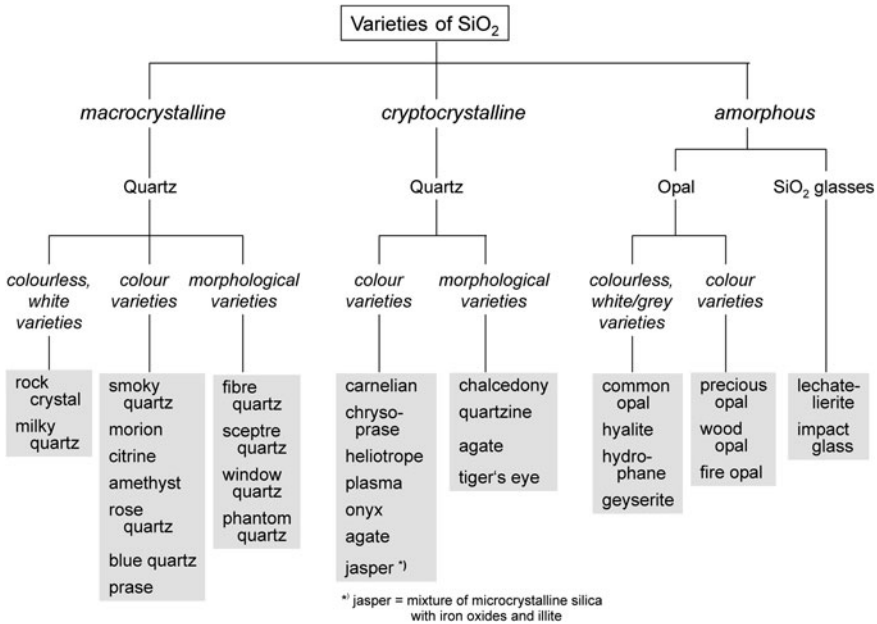 Varieties of SiO2
macrocrystalline
cryptocrystalline
amorphous
Quartz
Quartz
Opal
SiO2 glasses
colourless,
white
varieties
colour
varieties
morphological
varieties
colour
varieties
morphological
varieties
colourless,
white/grey
varieties
colour
varieties
rock
crystal
milky
quartz
smoky
quartz
morion
citrine
amethyst
rose
quartz
blue quartz
prase
fibre
quartz
sceptre
quartz
window
quartz
phantom
quartz
carnelian
chryso-
prase
heliotrope
plasma
onyx
agate
jasper *)
chalcedony
quartzine
agate
tiger's eye
common
opal
hyalite
hydro-
phane
geyserite
precious
opal
wood
opal
fire opal
lechate-
lierite
impact
glass
*) jasper = mixture of microcrystalline silica
with iron oxides and illite